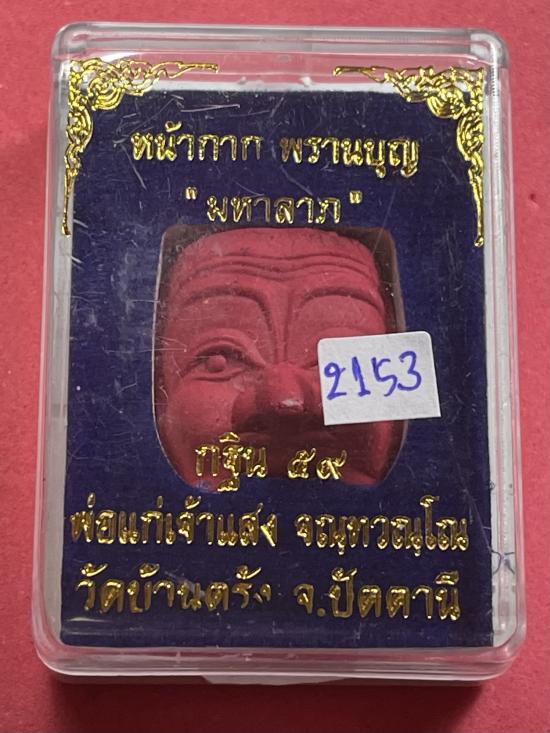 หน้ากาก พรานบุญ
"มหาลาภ"
2153
กฐิน ๕๙
พ่อแก่เจ้าแสง จณฺทวณฺโณ
วัดบ้านตรัง จ.ปัตตานี